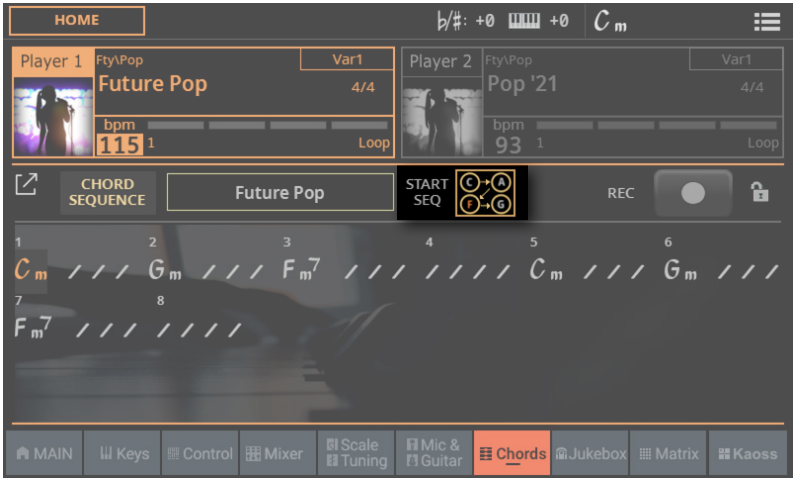 HOME ♭/♯: +0 +0 Cm
Player 1 Fty\Pop Var1 Player 2 Fty\Pop Var1
Future Pop 4/4 Pop '21 4/4
bpm bpm
115 1 Loop 93 1 Loop
CHORD SEQUENCE Future Pop START SEQ C A F G REC
1 2 3 4 5 6
Cm / / / Gm / / / Fm7 / / / / / / / Cm / / / Gm / / /
7 8
Fm7 / / / / / / /
MAIN Keys Control Mixer Scale & Tuning Mic & Guitar Chords Jukebox Matrix Kaoss